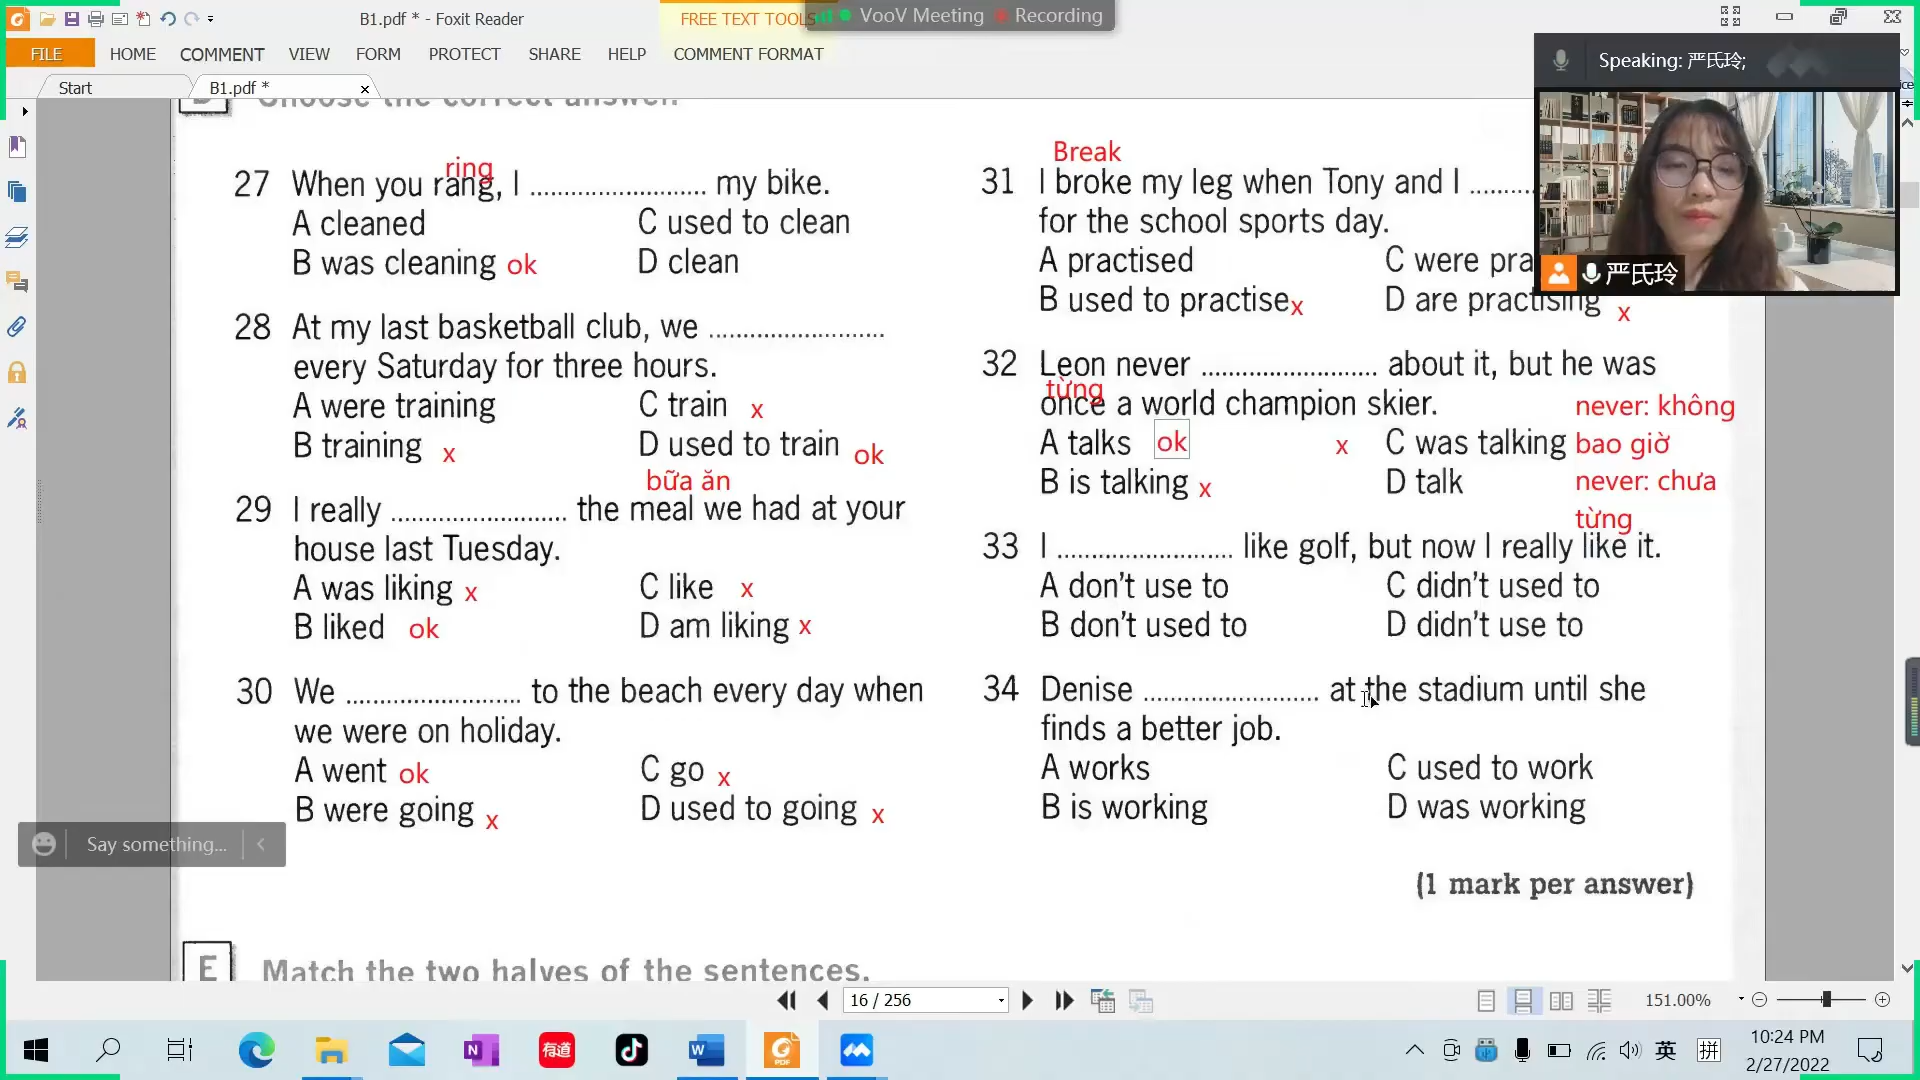 B1.pdf * - Foxit Reader
FREE TEXT TOOLS
VooV Meeting
Recording
FILE
HOME
COMMENT
VIEW
FORM
PROTECT
SHARE
HELP
COMMENT FORMAT
Speaking: 严氏玲;
Start
B1.pdf *
Choose the correct answer.
ring
27 When you rang, I ........................ my bike.
A cleaned
C used to clean
B was cleaning ok
D clean
28 At my last basketball club, we ........................
every Saturday for three hours.
A were training
C train x
B training x
D used to train ok
bữa ăn
29 I really ........................ the meal we had at your
house last Tuesday.
A was liking x
C like x
B liked ok
D am liking x
30 We ........................ to the beach every day when
we were on holiday.
A went ok
C go x
B were going x
D used to going x
Break
31 I broke my leg when Tony and I .........
for the school sports day.
A practised
C were pra
B used to practise x
D are practising x
严氏玲
32 Leon never ........................ about it, but he was
từng
once a world champion skier.
A talks ok
x C was talking
B is talking x
D talk
never: không
bao giờ
never: chưa
từng
33 I ........................ like golf, but now I really like it.
A don't use to
C didn't used to
B don't used to
D didn't use to
34 Denise ........................ at the stadium until she
finds a better job.
A works
C used to work
B is working
D was working
(1 mark per answer)
E Match the two halves of the sentences.
Say something...
16 / 256
151.00%
有道
英
拼
10:24 PM
2/27/2022